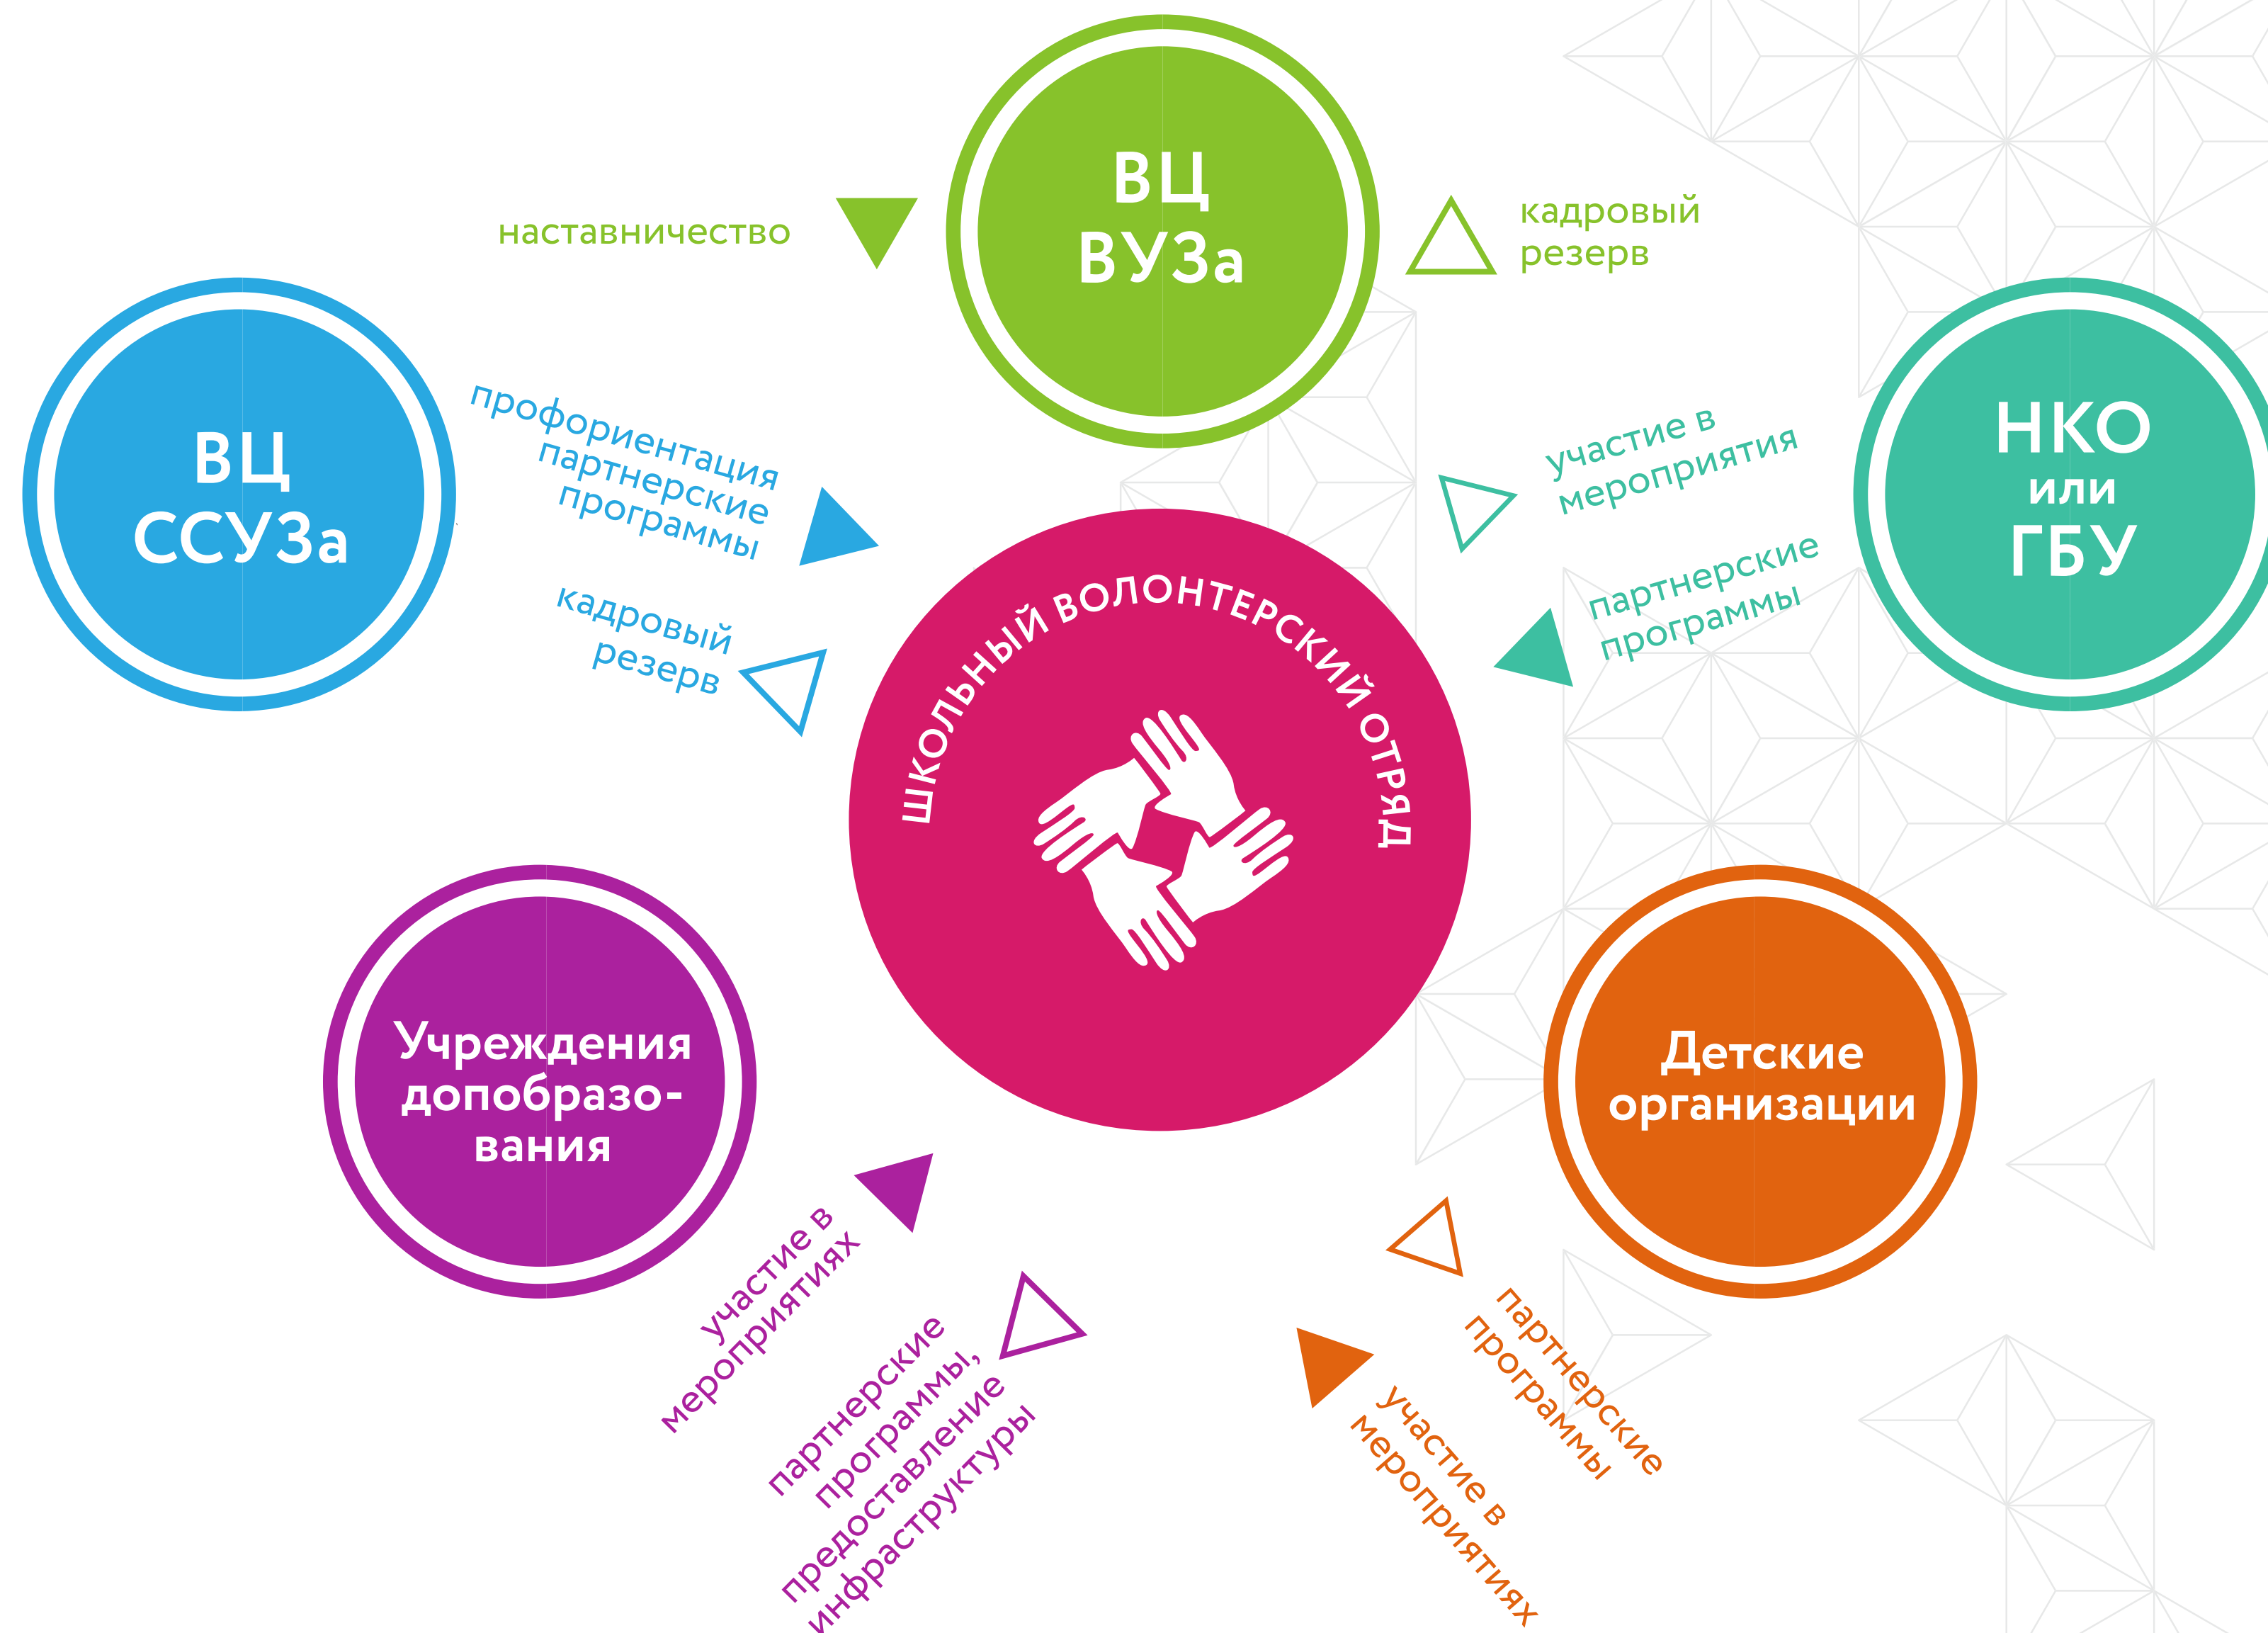 ВЦ
ВУЗа
наставничество
кадровый
резерв
ВЦ
ССУЗа
профориентация
партнерские
программы
кадровый
резерв
НКО
или
ГБУ
участие в
мероприятия
партнерские
программы
ШКОЛЬНЫЙ ВОЛОНТЕРСКИЙ ОТРЯД
Учреждения
допобразо-
вания
участие в
мероприятиях
партнерские
программы,
предоставление
инфраструктуры
Детские
организации
партнерские
программы
участие в
мероприятиях